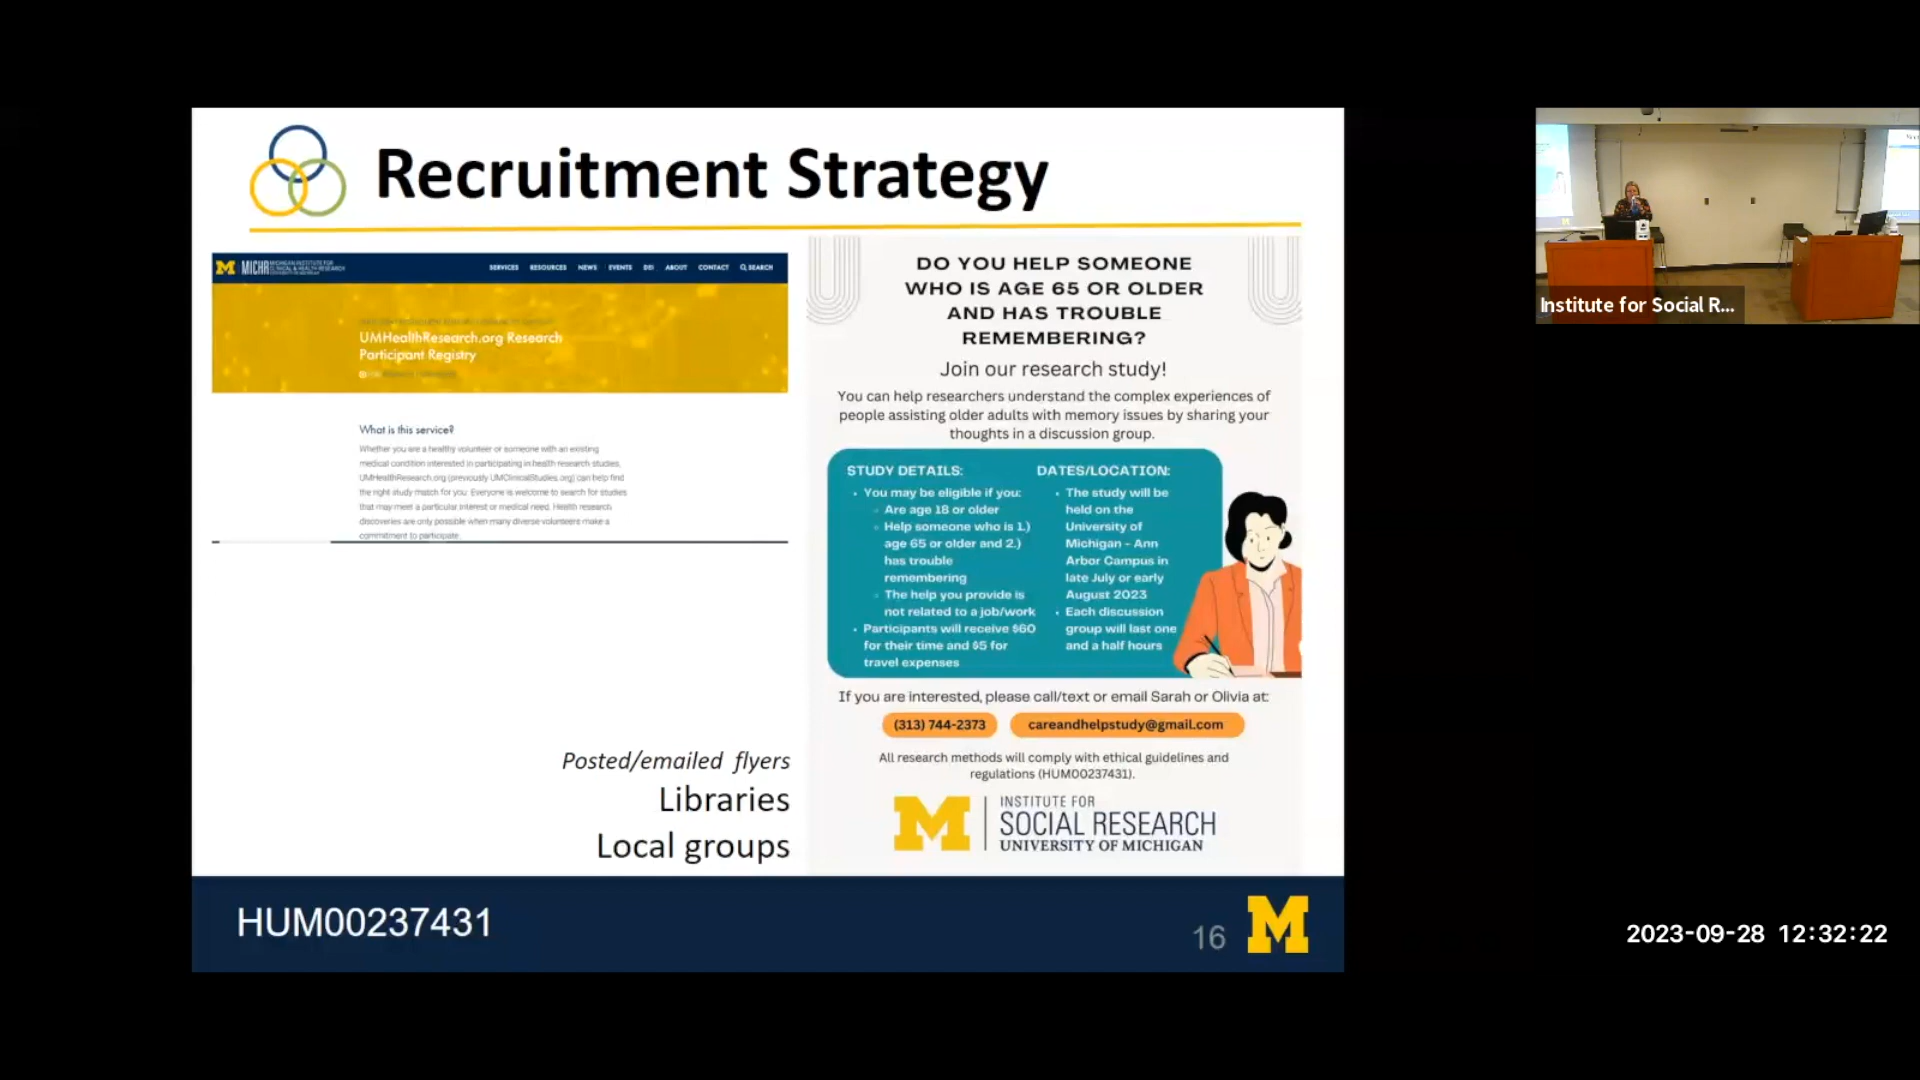 Recruitment Strategy
MICHR
SERVICES RESOURCES NEWS EVENTS DEI ABOUT CONTACT SEARCH
UMHealthResearch.org Research
Participant Registry
What is this service?
Whether you are a healthy volunteer or someone with an existing
medical condition interested in participating in health research studies,
UMHealthResearch.org (previously UMClinicalStudies.org) can help find
the right study match for you. Everyone is welcome to search for studies
that may meet a particular interest or medical need. Health research
discoveries are only possible when many diverse volunteers make a
commitment to participate.
Posted/emailed flyers
Libraries
Local groups
DO YOU HELP SOMEONE
WHO IS AGE 65 OR OLDER
AND HAS TROUBLE
REMEMBERING?
Join our research study!
You can help researchers understand the complex experiences of
people assisting older adults with memory issues by sharing your
thoughts in a discussion group.
STUDY DETAILS:
You may be eligible if you:
Are age 18 or older
Help someone who is 1.)
age 65 or older and 2.)
has trouble
remembering
The help you provide is
not related to a job/work
Participants will receive $60
for their time and $5 for
travel expenses
DATES/LOCATION:
The study will be
held on the
University of
Michigan - Ann
Arbor Campus in
late July or early
August 2023
Each discussion
group will last one
and a half hours
If you are interested, please call/text or email Sarah or Olivia at:
(313) 744-2373 careandhelpstudy@gmail.com
All research methods will comply with ethical guidelines and
regulations (HUM00237431).
INSTITUTE FOR
SOCIAL RESEARCH
UNIVERSITY OF MICHIGAN
HUM00237431
16
Institute for Social R...
2023-09-28 12:32:22